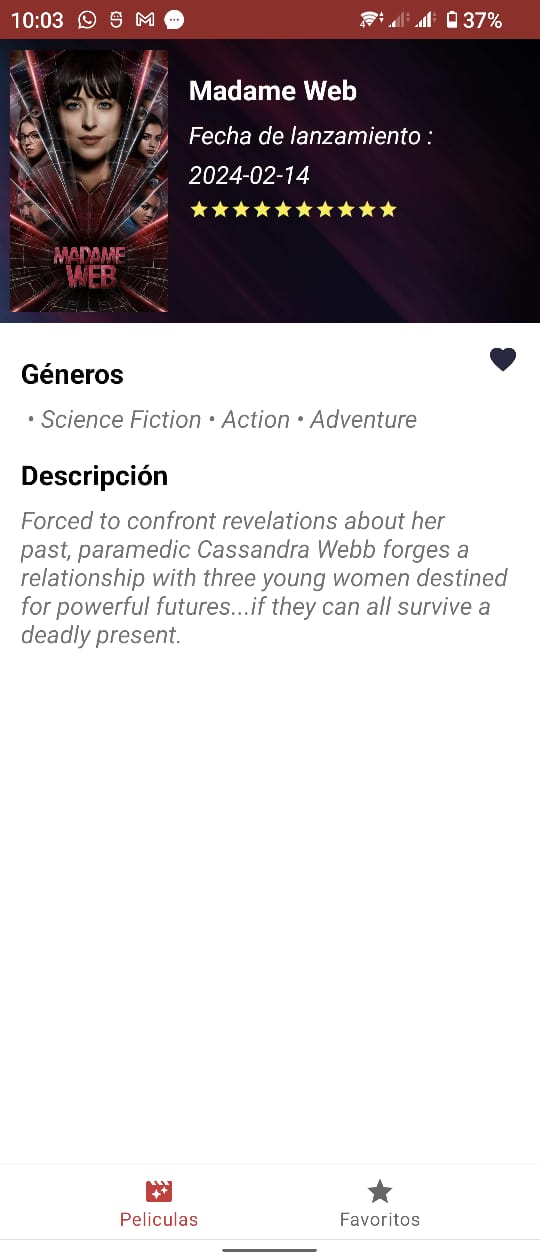 10:03
37%
Madame Web
Fecha de lanzamiento :
2024-02-14
MADAME
WEB
Géneros
• Science Fiction • Action • Adventure
Descripción
Forced to confront revelations about her
past, paramedic Cassandra Webb forges a
relationship with three young women destined
for powerful futures...if they can all survive a
deadly present.
Peliculas
Favoritos